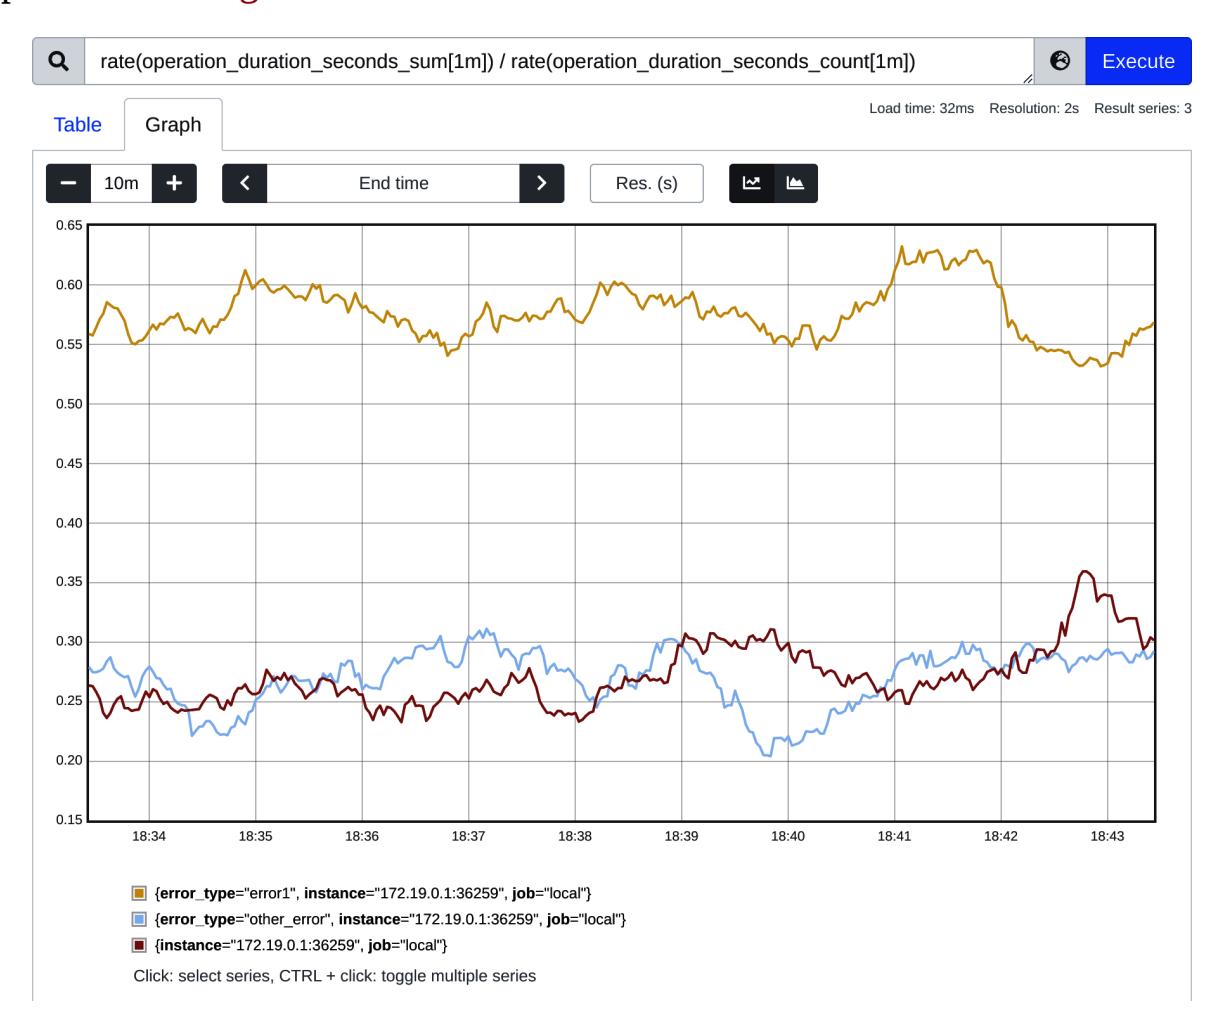 rate(operation_duration_seconds_sum[1m]) / rate(operation_duration_seconds_count[1m])
Execute
Load time: 32ms Resolution: 2s Result series: 3
Table Graph
10m End time Res. (s)
0.65
0.60
0.55
0.50
0.45
0.40
0.35
0.30
0.25
0.20
0.15
18:34 18:35 18:36 18:37 18:38 18:39 18:40 18:41 18:42 18:43
{error_type="error1", instance="172.19.0.1:36259", job="local"}
{error_type="other_error", instance="172.19.0.1:36259", job="local"}
{instance="172.19.0.1:36259", job="local"}
Click: select series, CTRL + click: toggle multiple series